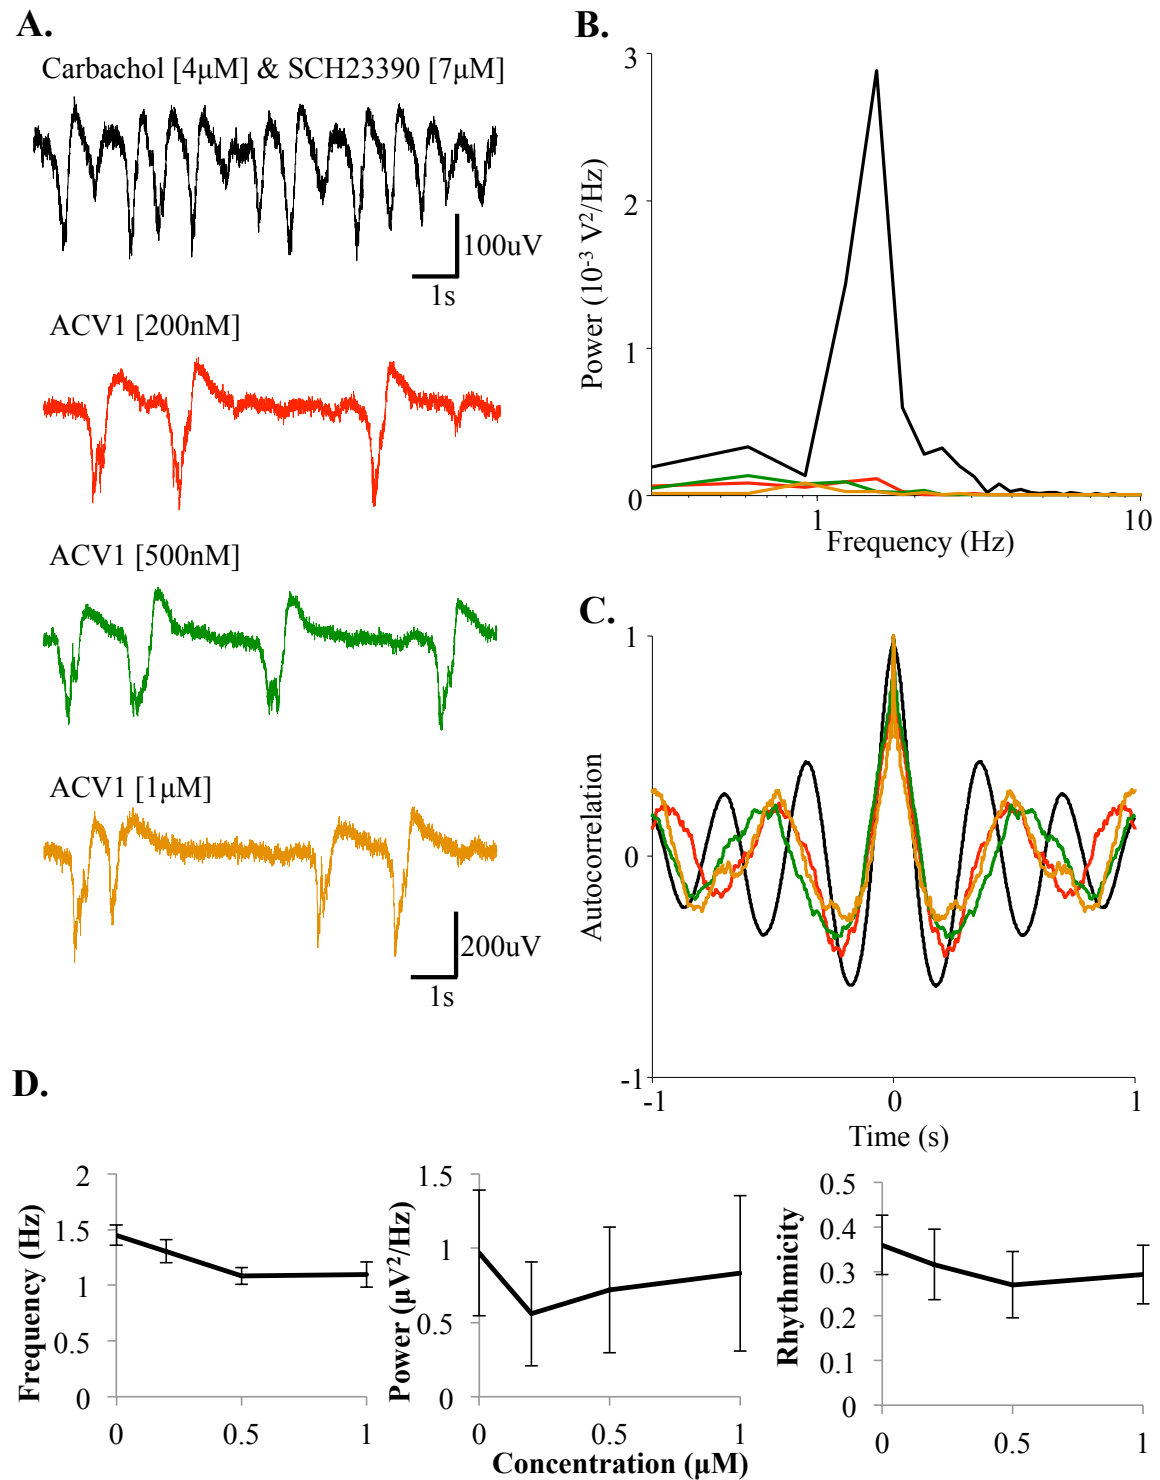 A.
Carbachol [4μM] & SCH23390 [7μM]
100uV
1s
ACV1 [200nM]
ACV1 [500nM]
ACV1 [1μM]
200uV
1s
B.
3
2
1
0
Power (10⁻³ V²/Hz)
1
10
Frequency (Hz)
C.
1
0
-1
Autocorrelation
-1
0
1
Time (s)
D.
2
1.5
1
0.5
0
Frequency (Hz)
0
0.5
1
1.5
1
0.5
0
Power (μV²/Hz)
0
0.5
1
0.5
0.4
0.3
0.2
0.1
0
Rhythmicity
0
0.5
1
Concentration (μM)